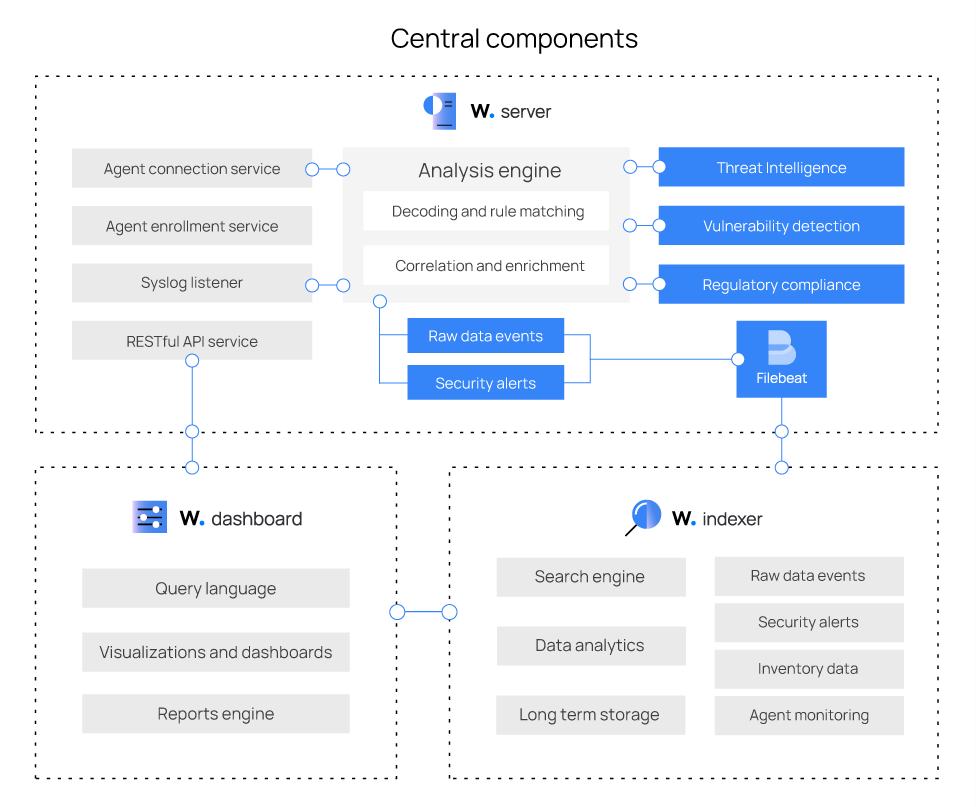 Central components
W. server
Agent connection service
Agent enrollment service
Syslog listener
RESTful API service
Analysis engine
Decoding and rule matching
Correlation and enrichment
Threat Intelligence
Vulnerability detection
Regulatory compliance
Raw data events
Security alerts
Filebeat
W. dashboard
Query language
Visualizations and dashboards
Reports engine
W. indexer
Search engine
Data analytics
Long term storage
Raw data events
Security alerts
Inventory data
Agent monitoring